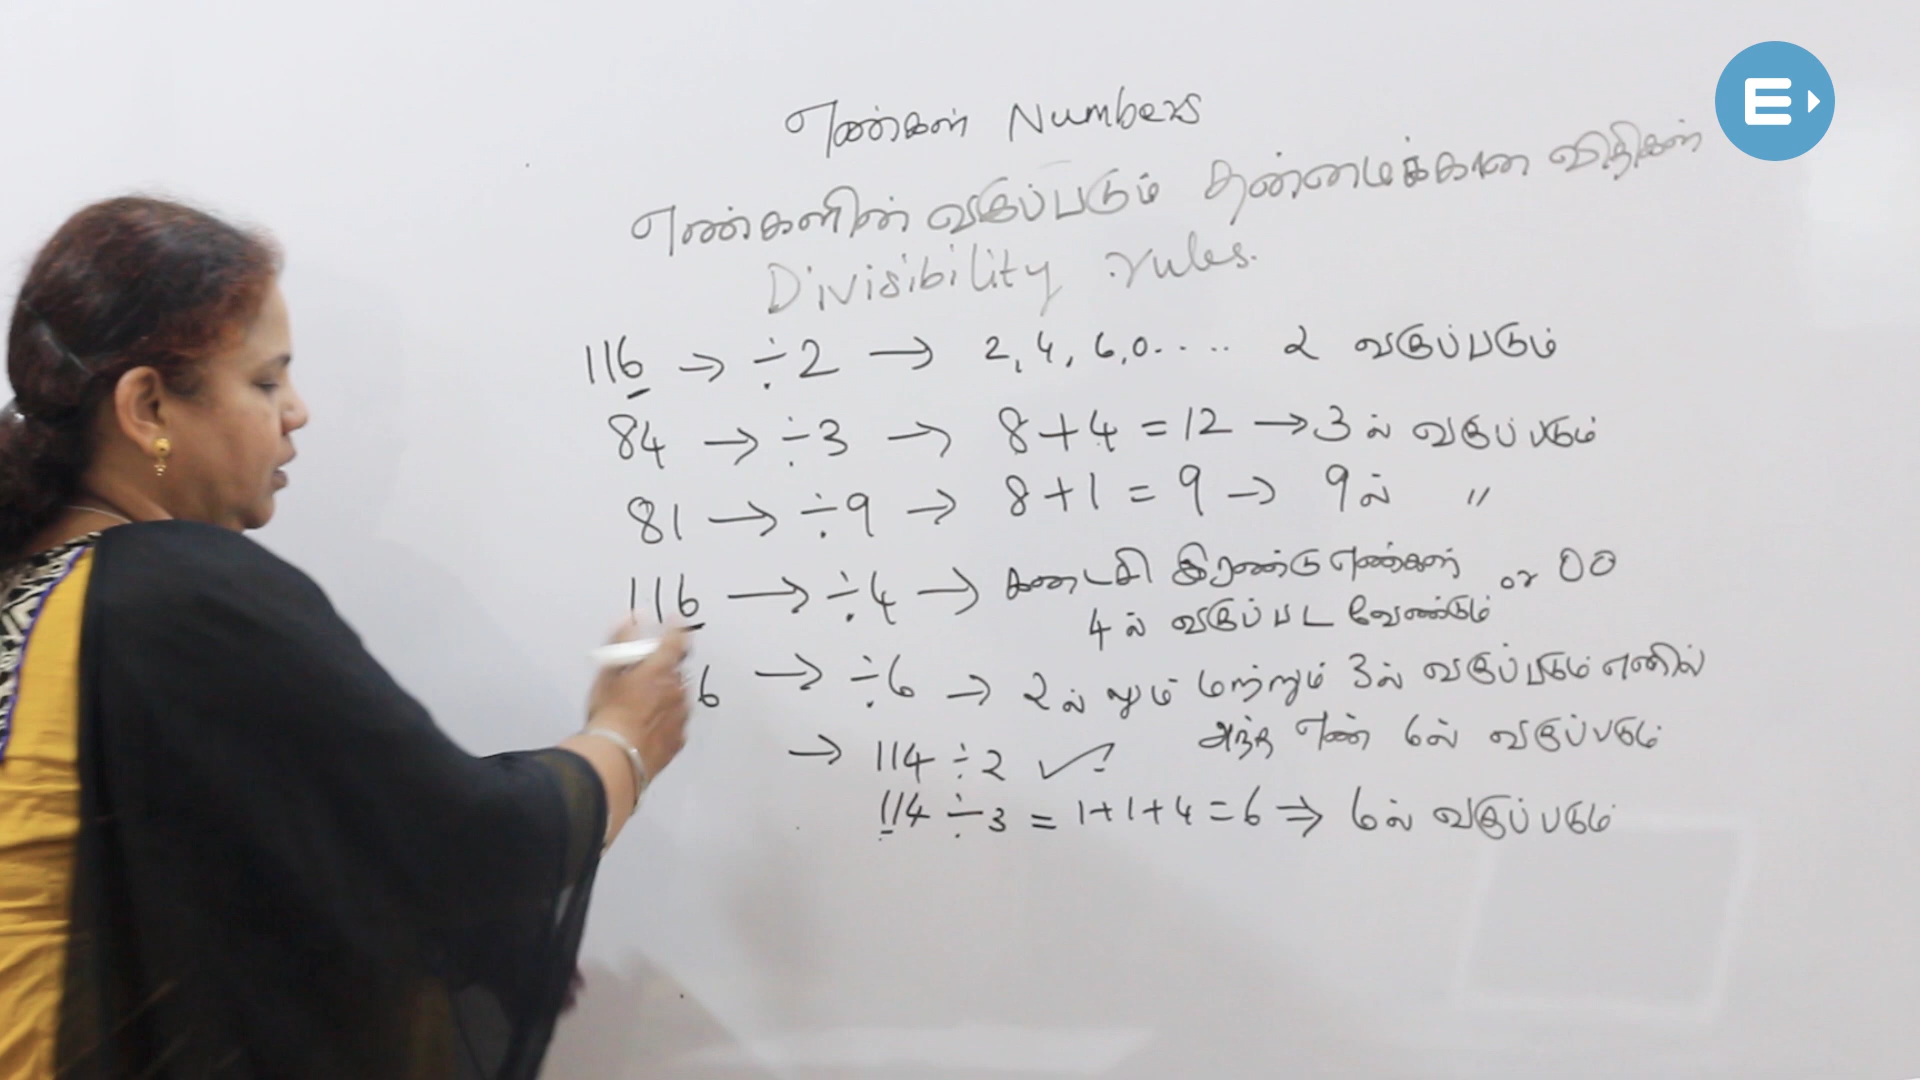 எண்கள் Numbers
எண்களின் வகுப்படும் தன்மைக்கான விதிகள்
Divisibility rules.
116 → ÷2 → 2, 4, 6, 0..... 2 வகுப்படும்
84 → ÷3 → 8+4 = 12 → 3 ல் வகுப்படும்
81 → ÷9 → 8+1 = 9 → 9 ல் "
116 → ÷4 → கடைசி இரண்டு எண்கள் or 00
4 ல் வகுப்பட வேண்டும்
6 → ÷6 → 2 ல் லும் மற்றும் 3ல் வகுப்படும் எனில்
அந்த எண் 6ல் வகுப்படும்
→ 114 ÷ 2 ✓
114 ÷ 3 = 1+1+4 = 6 ⇒ 6ல் வகுப்படும்
E